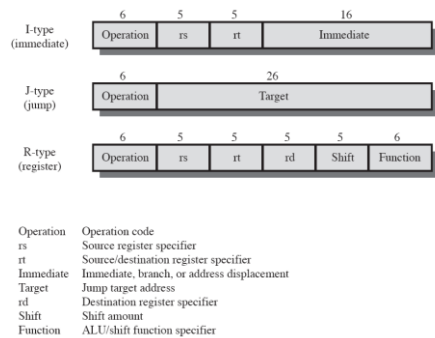 6 5 5 16
I-type
(immediate)
Operation rs rt Immediate
6 26
J-type
(jump)
Operation Target
6 5 5 5 5 6
R-type
(register)
Operation rs rt rd Shift Function
Operation Operation code
rs Source register specifier
rt Source/destination register specifier
Immediate Immediate, branch, or address displacement
Target Jump target address
rd Destination register specifier
Shift Shift amount
Function ALU/shift function specifier